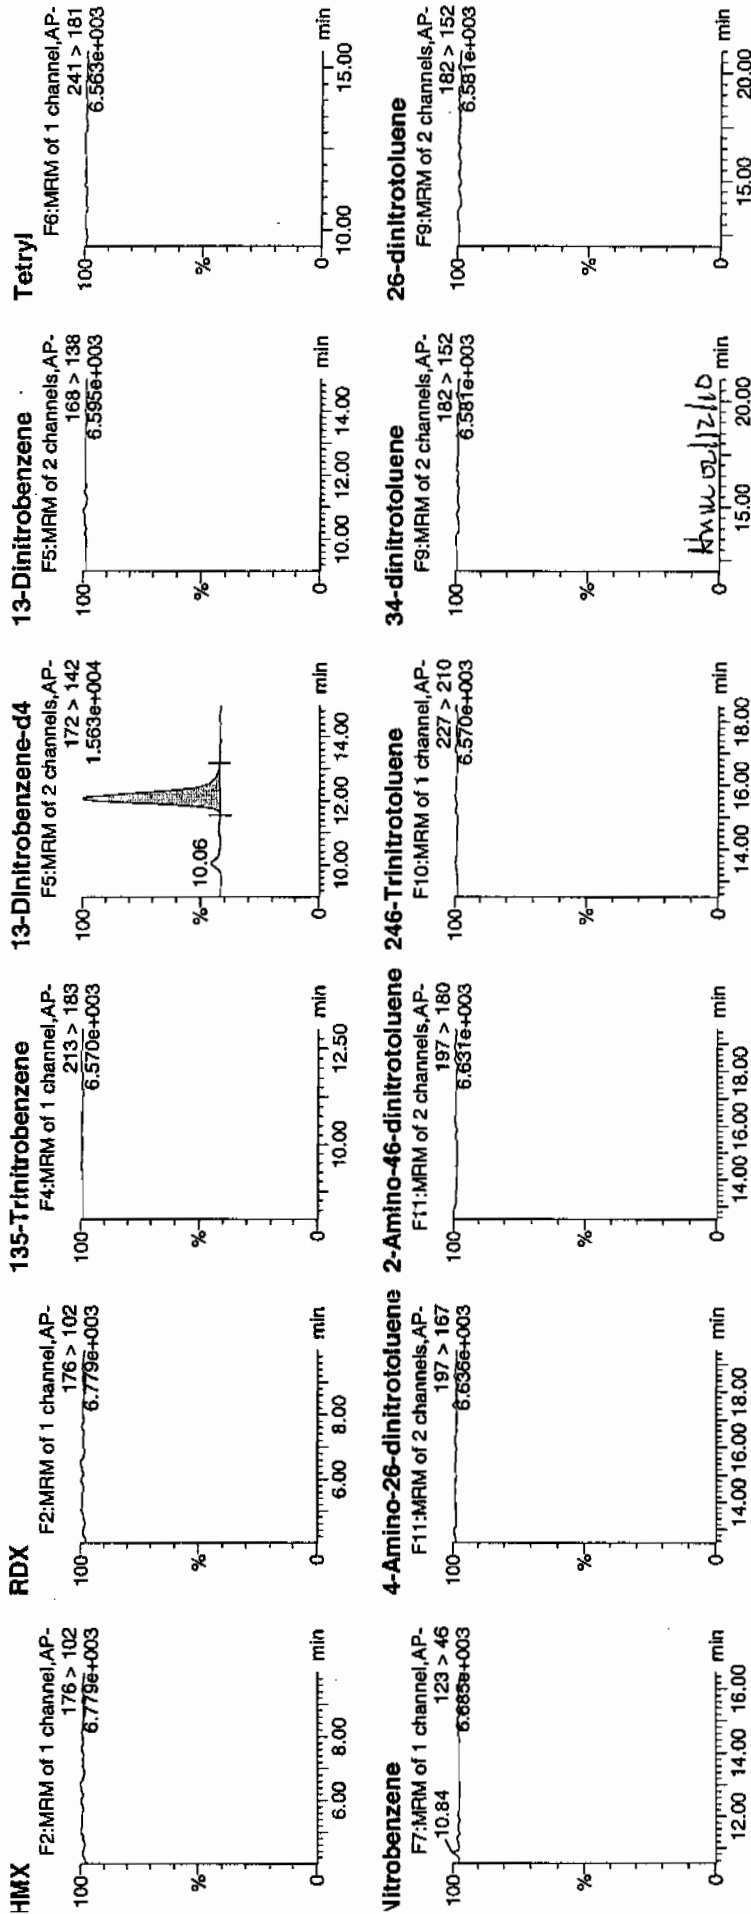 HMX
F2:MRM of 1 channel,AP-
176 > 102
6.779e+003
100
%
0
6.00 8.00 min
RDX
F2:MRM of 1 channel,AP-
176 > 102
6.779e+003
100
%
0
6.00 8.00 min
135-Trinitrobenzene
F4:MRM of 1 channel,AP-
213 > 183
6.570e+003
100
%
0
10.00 12.50 min
13-Dinitrobenzene-d4
F5:MRM of 2 channels,AP-
172 > 142
1.563e+004
100
10.06
%
0
10.00 12.00 14.00 min
13-Dinitrobenzene
F5:MRM of 2 channels,AP-
168 > 138
6.595e+003
100
%
0
10.00 12.00 14.00 min
Tetryl
F6:MRM of 1 channel,AP-
241 > 181
6.563e+003
100
%
0
10.00 15.00 min
Nitrobenzene
F7:MRM of 1 channel,AP-
10.84 123 > 46
6.685e+003
100
%
0
12.00 14.00 16.00 min
4-Amino-26-dinitrotoluene
F11:MRM of 2 channels,AP-
197 > 167
6.636e+003
100
%
0
14.00 16.00 18.00 min
2-Amino-46-dinitrotoluene
F11:MRM of 2 channels,AP-
197 > 180
6.631e+003
100
%
0
14.00 16.00 18.00 min
246-Trinitrotoluene
F10:MRM of 1 channel,AP-
227 > 210
6.570e+003
100
%
0
14.00 16.00 18.00 min
34-dinitrotoluene
F9:MRM of 2 channels,AP-
182 > 152
6.581e+003
100
%
02/12/10
0
15.00 20.00 min
26-dinitrotoluene
F9:MRM of 2 channels,AP-
182 > 152
6.581e+003
100
%
0
15.00 20.00 min